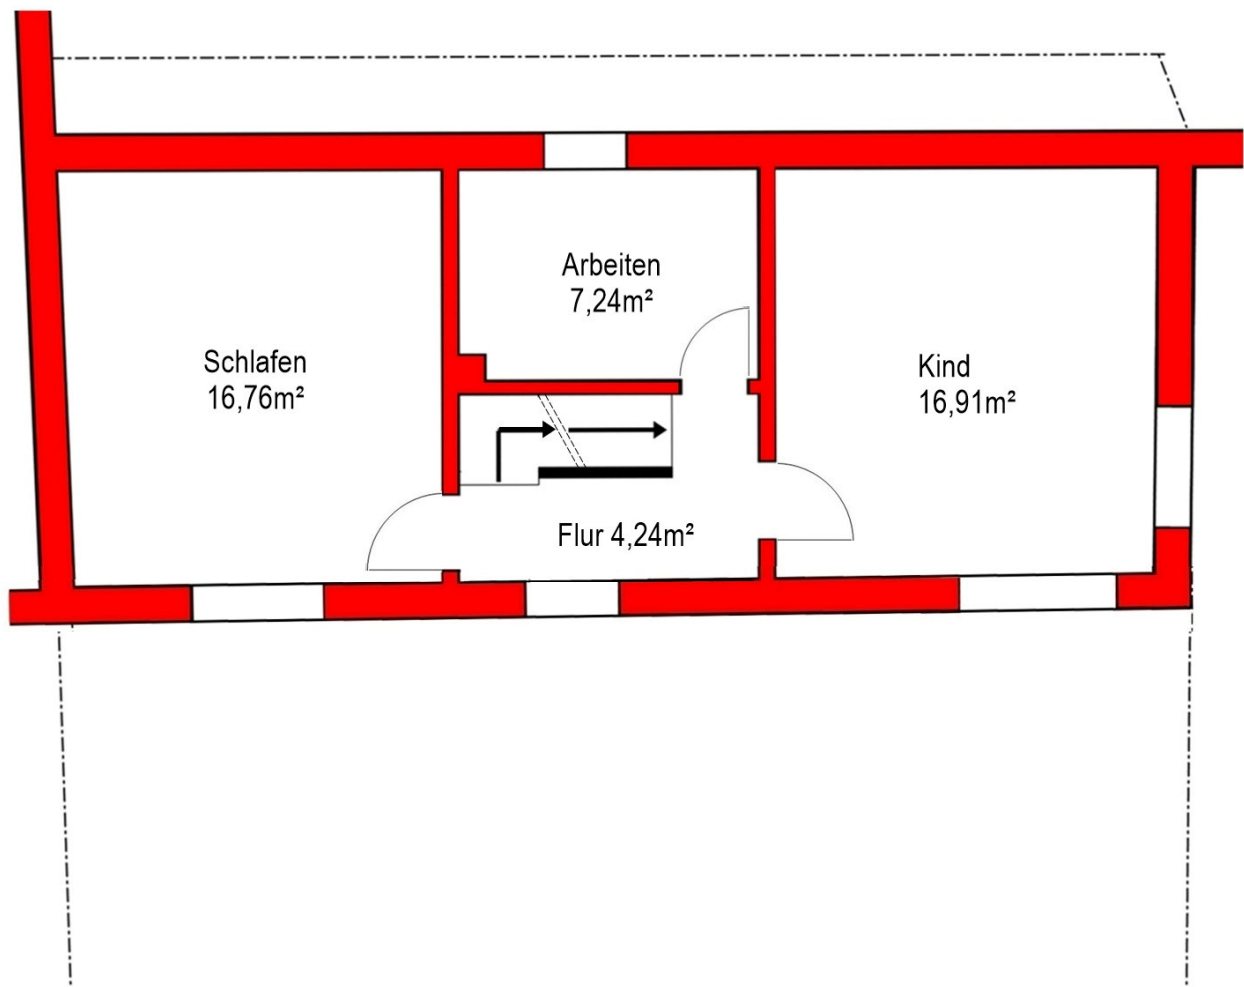 Arbeiten
7,24m²
Schlafen
16,76m²
Kind
16,91m²
Flur 4,24m²